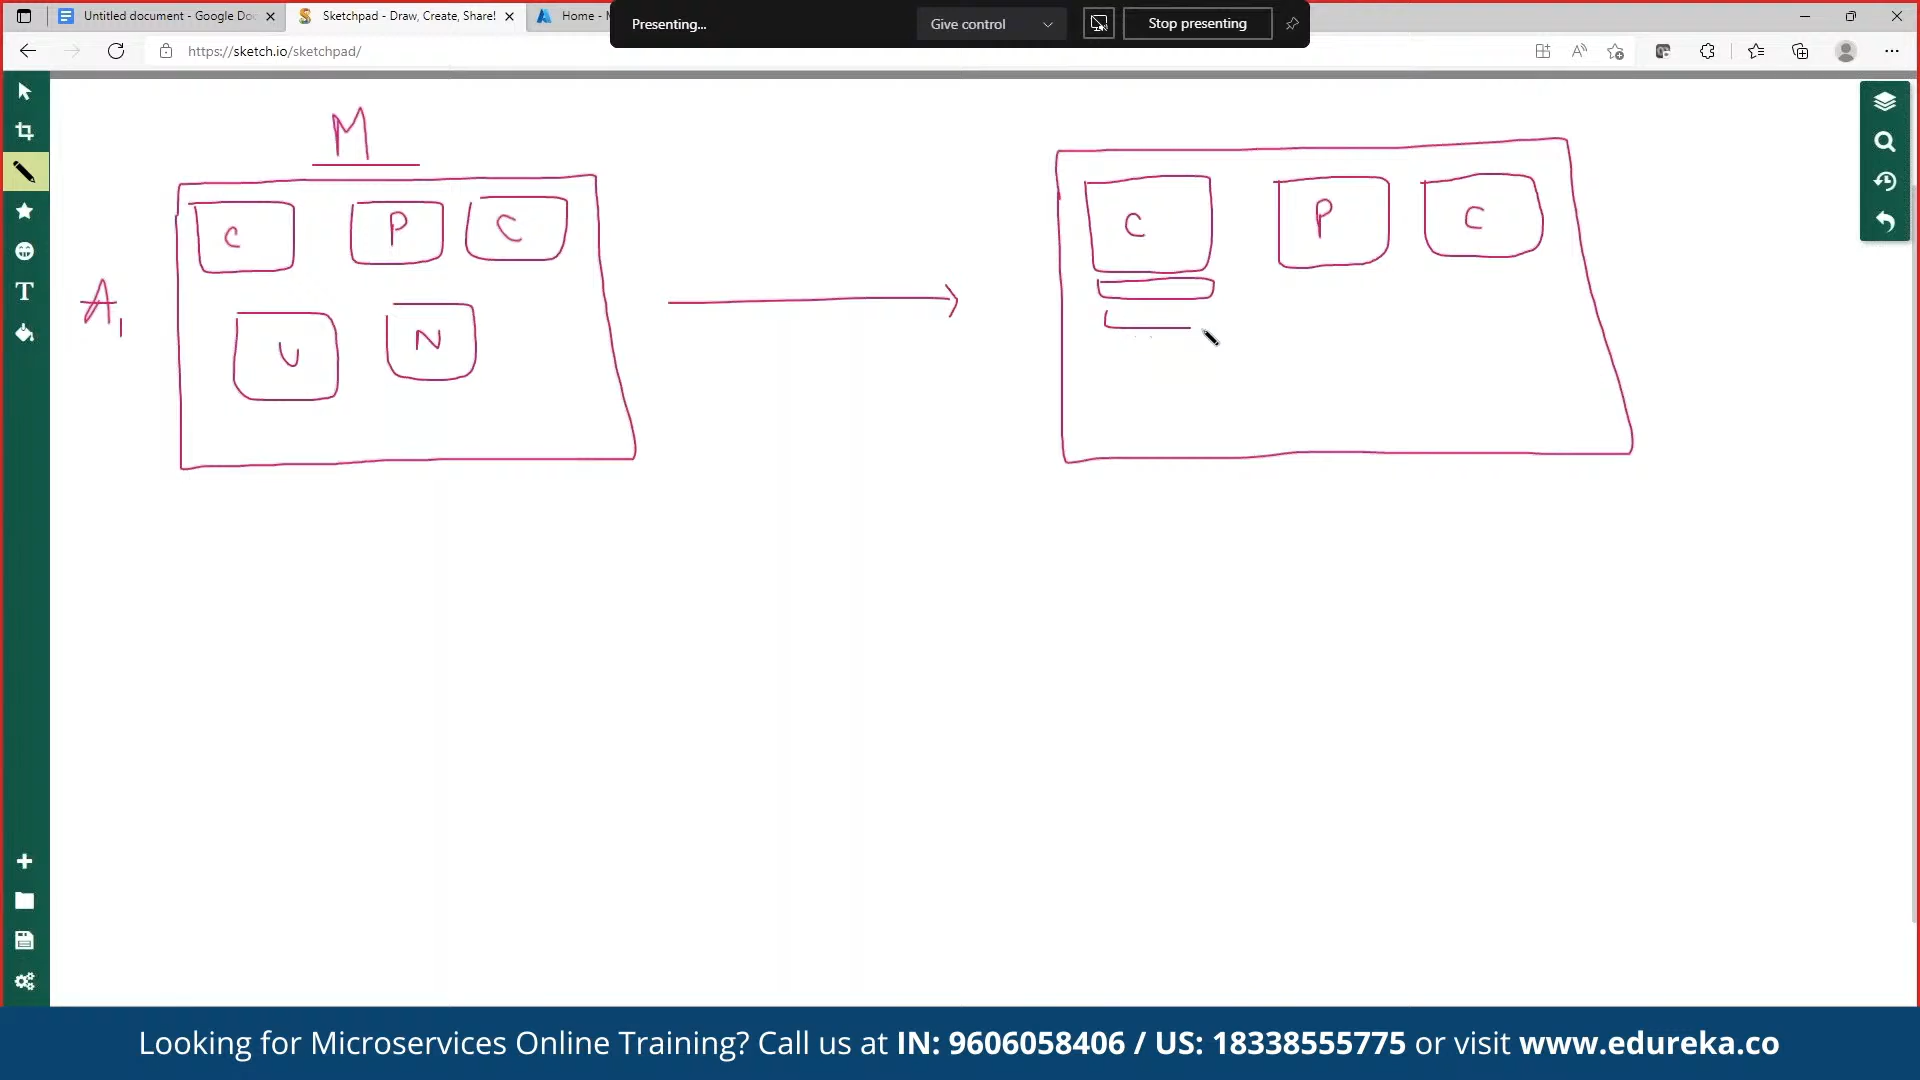 Untitled document - Google Doc
Sketchpad - Draw, Create, Share!
Home - M
Presenting...
Give control
Stop presenting
https://sketch.io/sketchpad/
M
C P C
A1
U N
C P C
T
Looking for Microservices Online Training? Call us at IN: 9606058406 / US: 18338555775 or visit www.edureka.co